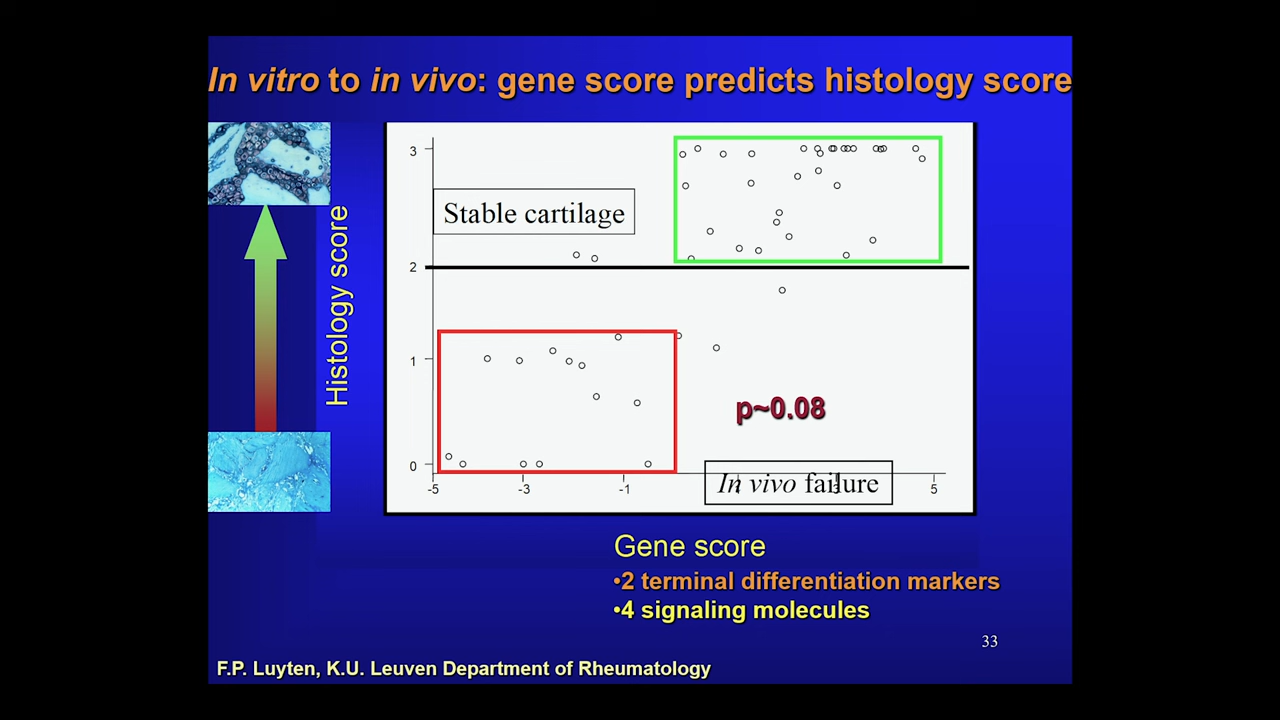 In vitro to in vivo: gene score predicts histology score
3
Stable cartilage
2
Histology score
1
p~0.08
0
-5 -3 -1 5
In vivo failure
Gene score
•2 terminal differentiation markers
•4 signaling molecules
33
F.P. Luyten, K.U. Leuven Department of Rheumatology